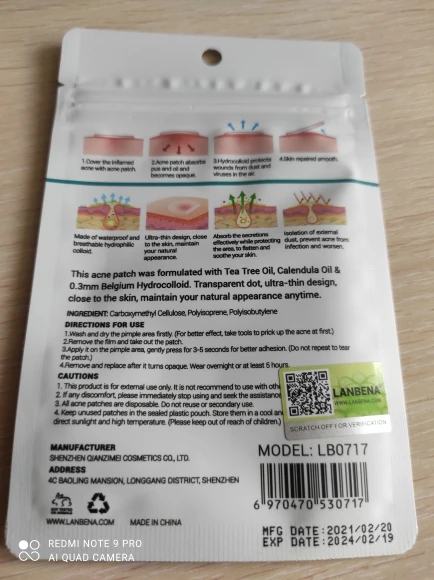 1.Cover the inflamed
acne with acne patch.
2.Acne patch absorbs
pus and oil and
becomes opaque.
3.Hydrocolloid protects
wounds from dust and
viruses in the air.
4.Skin repaired smooth.
Made of waterproof and
breathable hydrophilic
colloid.
Ultra-thin design, close
to the skin, maintain
your natural
appearance.
Absorb the secretions
effectively while protecting
the area, to flatten and
soothe your skin.
Isolation of external
dust, prevent acne from
infection and worsen.
This acne patch was formulated with Tea Tree Oil, Calendula Oil &
0.3mm Belgium Hydrocolloid. Transparent dot, ultra-thin design,
close to the skin, maintain your natural appearance anytime.
INGREDIENT: Carboxymethyl Cellulose, Polyisoprene, Polyisobutylene
DIRECTIONS FOR USE
1.Wash and dry the pimple area firstly. (For better effect, take tools to prick up the acne at first.)
2.Remove the film and take out the patch.
3.Apply it on the pimple area, gently press for 3-5 seconds for better adhesion. (Do not repeat to tear
the patch.)
4.Remove and replace after it turns opaque. Wear overnight or at least 5 hours.
CAUTIONS
1. This product is for external use only. It is not recommend to use with
2. If any discomfort, please immediately stop using and seek the assistance
3. All acne patches are disposable. Do not reuse or secondary use.
4. Keep unused patches in the sealed plastic pouch. Store them in a cool
direct sunlight and high temperature. (Please keep out of reach of children.)
LANBENA
WWW.LANBENA.COM
SCRATCH OFF FOR VERIFICATION
MANUFACTURER
SHENZHEN QIANZIMEI COSMETICS CO., LTD.
ADDRESS
4C BAOLING MANSION, LONGGANG DISTRICT, SHENZHEN
MODEL: LB0717
6 970470 530717
WWW.LANBENA.COM MADE IN CHINA
MFG DATE:2021/02/20
EXP DATE:2024/02/19
REDMI NOTE 9 PRO
AI QUAD CAMERA